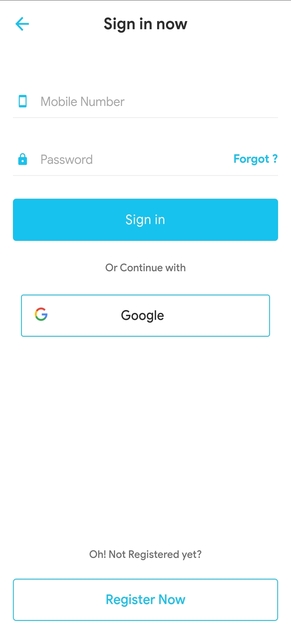 Sign in now
Mobile Number
Password Forgot ?
Sign in
Or Continue with
Google
Oh! Not Registered yet?
Register Now